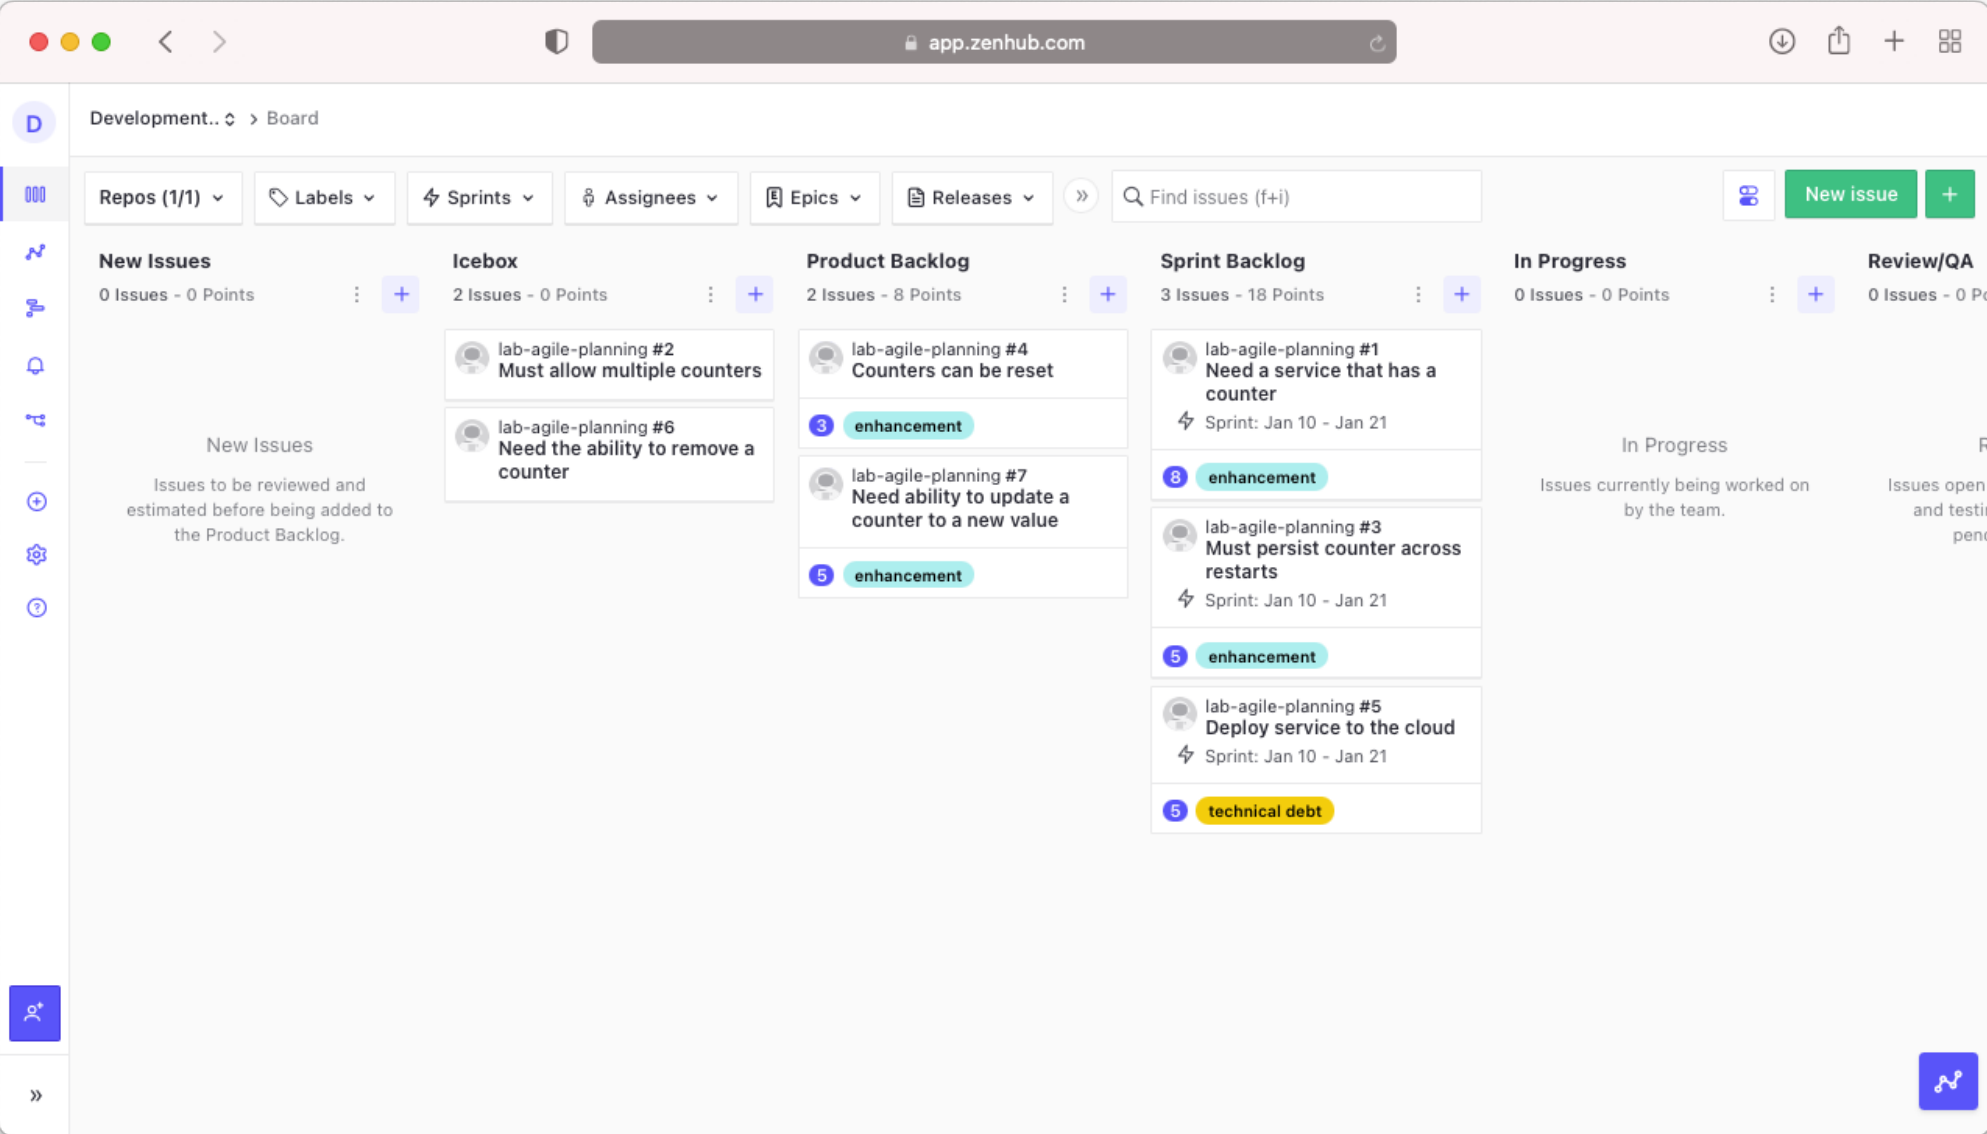 app.zenhub.com
D
Development.. > Board
Repos (1/1)
Labels
Sprints
Assignees
Epics
Releases
Find issues (f+i)
New issue
New Issues
0 Issues - 0 Points
New Issues
Issues to be reviewed and
estimated before being added to
the Product Backlog.
Icebox
2 Issues - 0 Points
lab-agile-planning #2
Must allow multiple counters
lab-agile-planning #6
Need the ability to remove a
counter
Product Backlog
2 Issues - 8 Points
lab-agile-planning #4
Counters can be reset
3 enhancement
lab-agile-planning #7
Need ability to update a
counter to a new value
5 enhancement
Sprint Backlog
3 Issues - 18 Points
lab-agile-planning #1
Need a service that has a
counter
Sprint: Jan 10 - Jan 21
8 enhancement
lab-agile-planning #3
Must persist counter across
restarts
Sprint: Jan 10 - Jan 21
5 enhancement
lab-agile-planning #5
Deploy service to the cloud
Sprint: Jan 10 - Jan 21
5 technical debt
In Progress
0 Issues - 0 Points
In Progress
Issues currently being worked on
by the team.
Review/QA
0 Issues - 0
Issues open
and